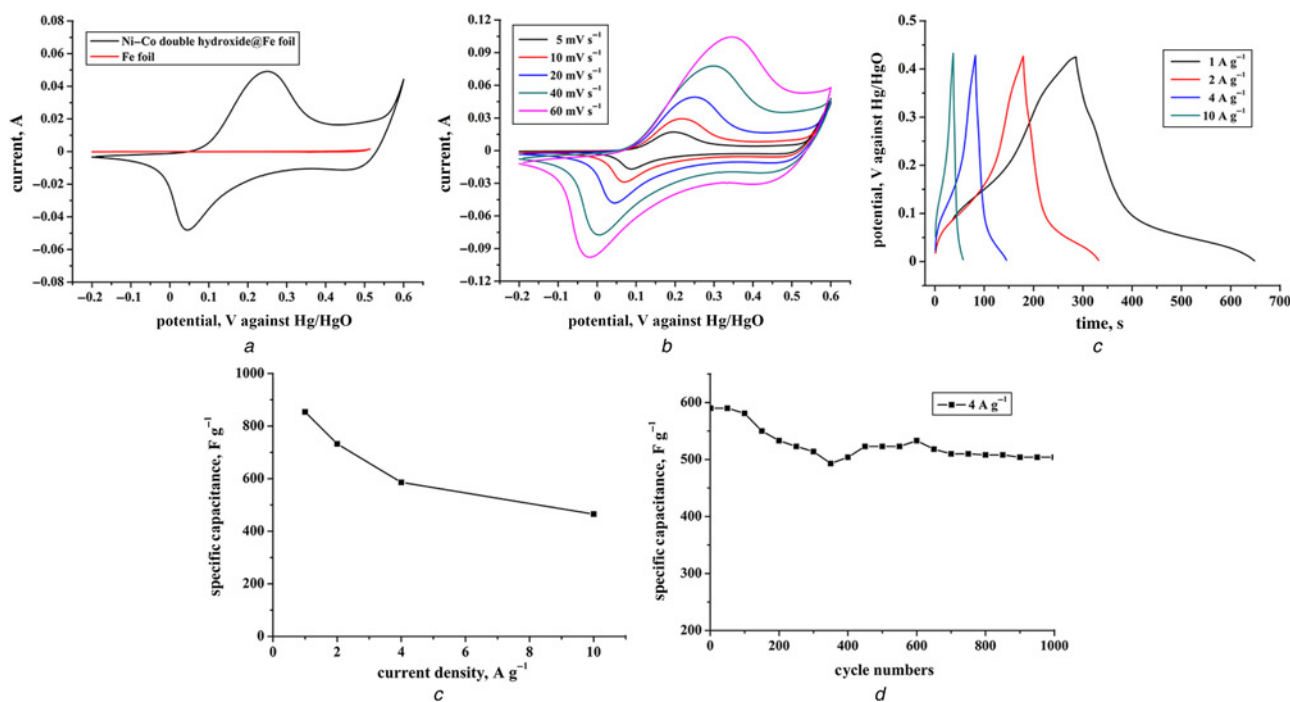 0.08
0.06
0.04
0.02
0
–0.02
–0.04
–0.06
–0.08
current, A
Ni–Co double hydroxide@Fe foil
Fe foil
–0.2
0
0.1
0.2
0.3
0.4
0.5
0.6
potential, V against Hg/HgO
a
0.12
0.09
0.06
0.03
0
–0.03
–0.06
–0.09
–0.12
current, A
5 mV s⁻¹
10 mV s⁻¹
20 mV s⁻¹
40 mV s⁻¹
60 mV s⁻¹
–0.2
–0.1
0
0.1
0.2
0.3
0.4
0.5
0.6
potential, V against Hg/HgO
b
0.5
0.4
0.3
0.2
0.1
0
potential, V against Hg/HgO
1 A g⁻¹
2 A g⁻¹
4 A g⁻¹
10 A g⁻¹
0
100
200
300
400
500
600
700
time, s
c
1000
800
600
400
200
0
specific capacitance, F g⁻¹
0
2
4
6
8
10
current density, A g⁻¹
c
600
500
400
300
200
specific capacitance, F g⁻¹
4 A g⁻¹
0
200
400
600
800
1000
cycle numbers
d